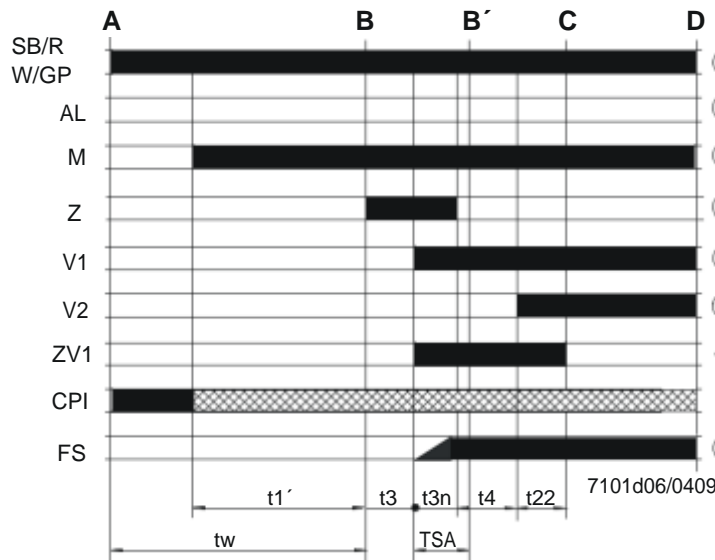 A B B´ C D
SB/R
W/GP
AL
M
Z
V1
V2
ZV1
CPI
FS
7101d06/0409
t1´ t3 t3n t4 t22
tw TSA